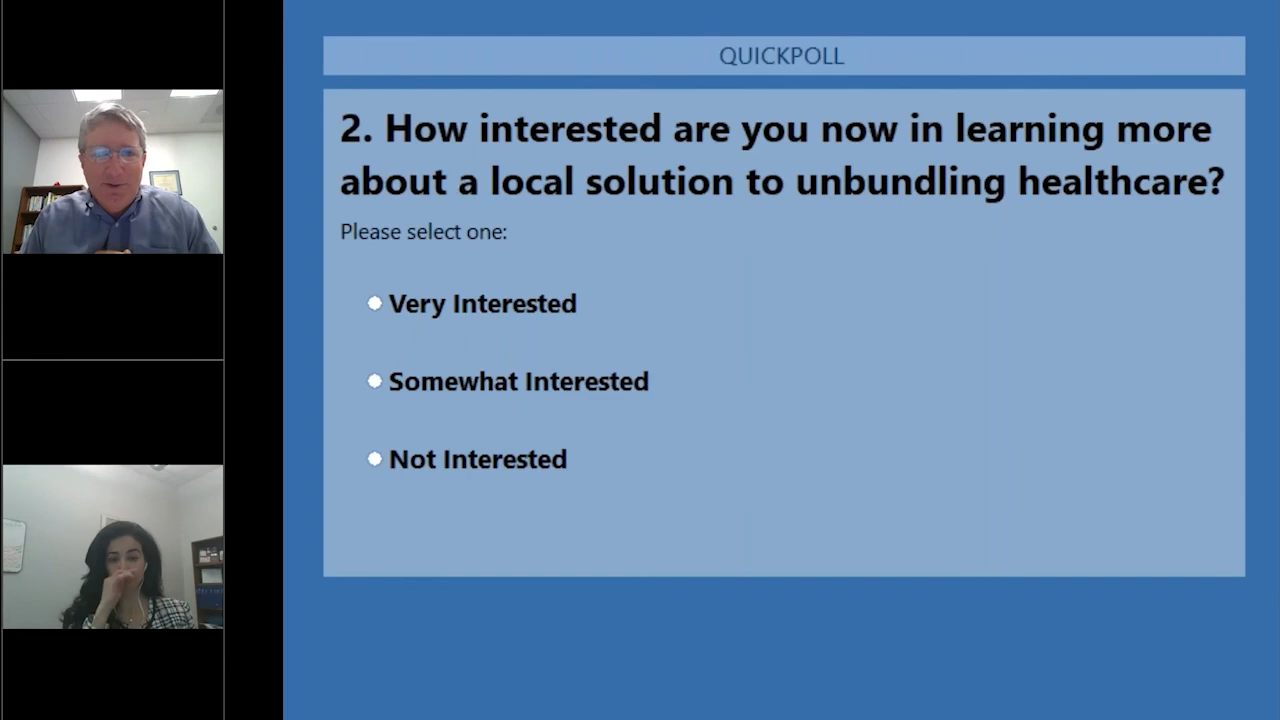 QUICKPOLL
2. How interested are you now in learning more
about a local solution to unbundling healthcare?
Please select one:
Very Interested
Somewhat Interested
Not Interested